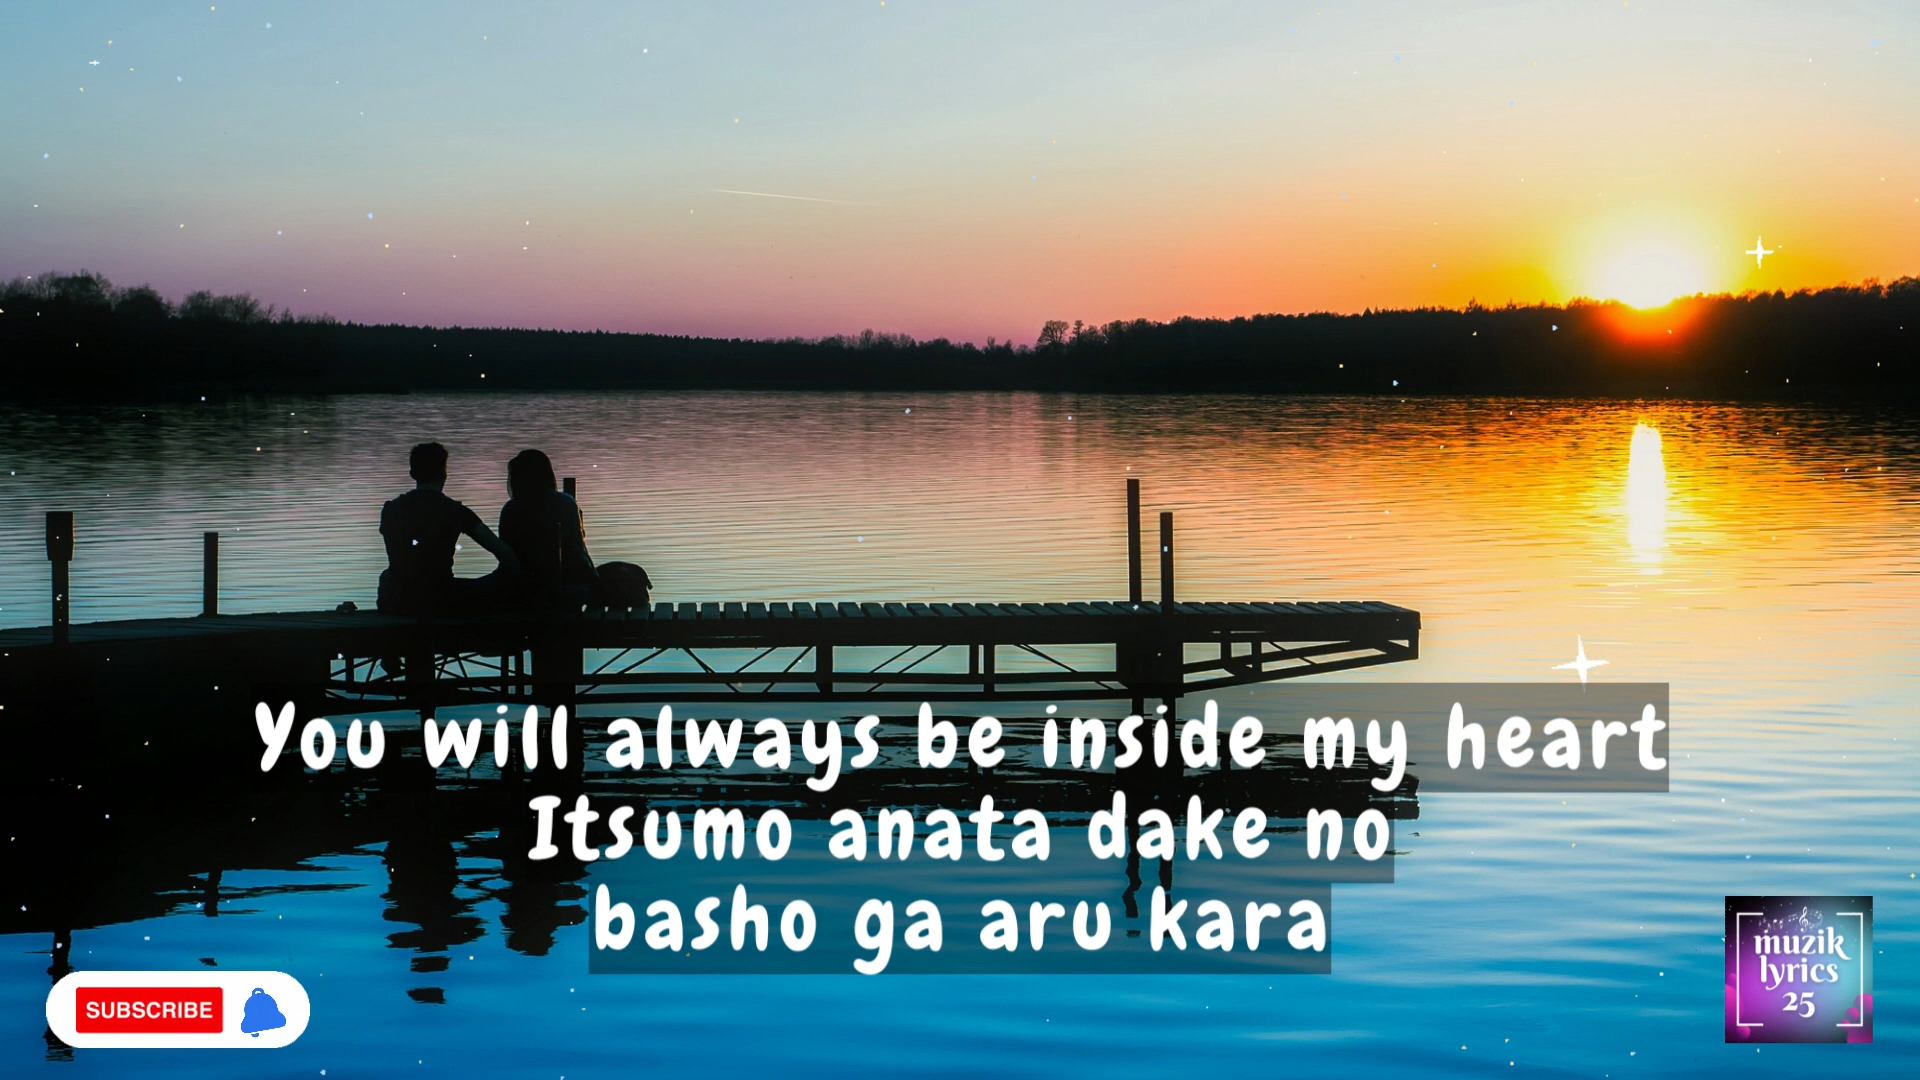 You will always be inside my heart
Itsumo anata dake no
basho ga aru kara
SUBSCRIBE
muzik
lyrics
25